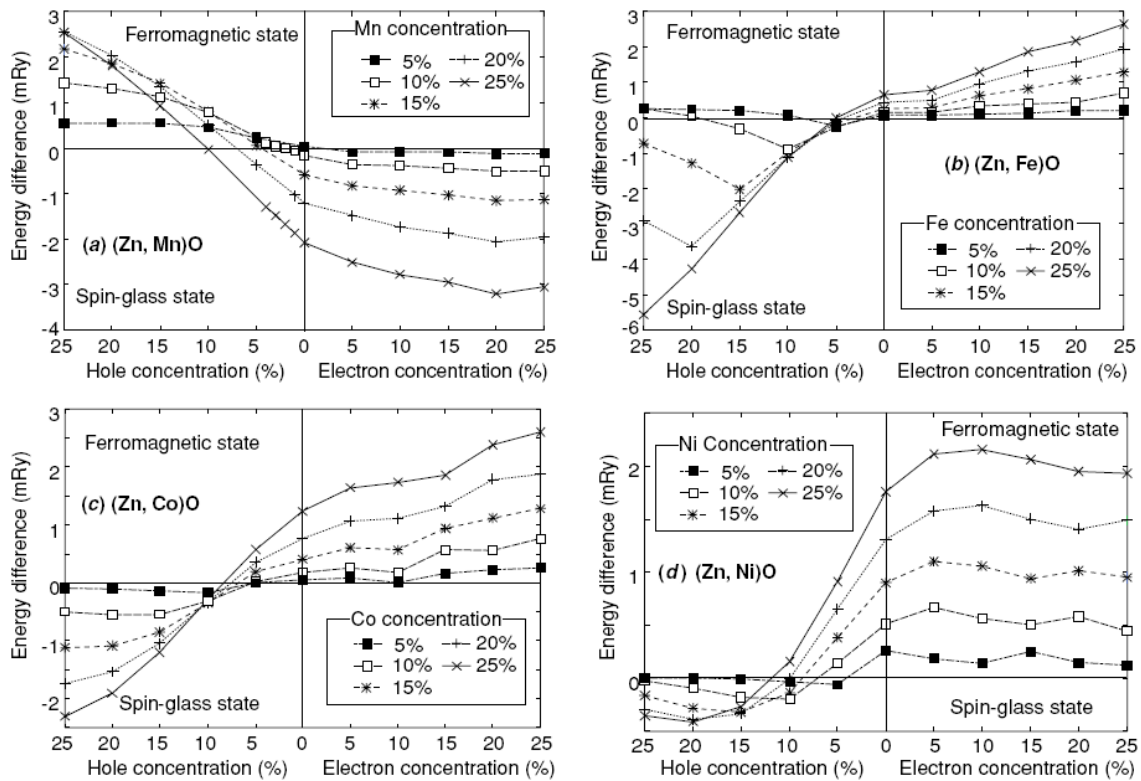 3
2
1
0
-1
-2
-3
-4
Energy difference (mRy)
Ferromagnetic state
Mn concentration
5% 20%
10% 25%
15%
(a) (Zn, Mn)O
Spin-glass state
25 20 15 10 5 0 5 10 15 20 25
Hole concentration (%) Electron concentration (%)
3
2
1
0
-1
-2
-3
-4
-5
-6
Energy difference (mRy)
Ferromagnetic state
(b) (Zn, Fe)O
Fe concentration
5% 20%
10% 25%
15%
Spin-glass state
25 20 15 10 5 0 5 10 15 20 25
Hole concentration (%) Electron concentration (%)
3
2
1
0
-1
-2
Energy difference (mRy)
Ferromagnetic state
(c) (Zn, Co)O
Co concentration
5% 20%
10% 25%
15%
Spin-glass state
25 20 15 10 5 0 5 10 15 20 25
Hole concentration (%) Electron concentration (%)
2
1
0
Energy difference (mRy)
Ferromagnetic state
Ni Concentration
5% 20%
10% 25%
15%
(d) (Zn, Ni)O
Spin-glass state
25 20 15 10 5 0 5 10 15 20 25
Hole concentration (%) Electron concentration (%)